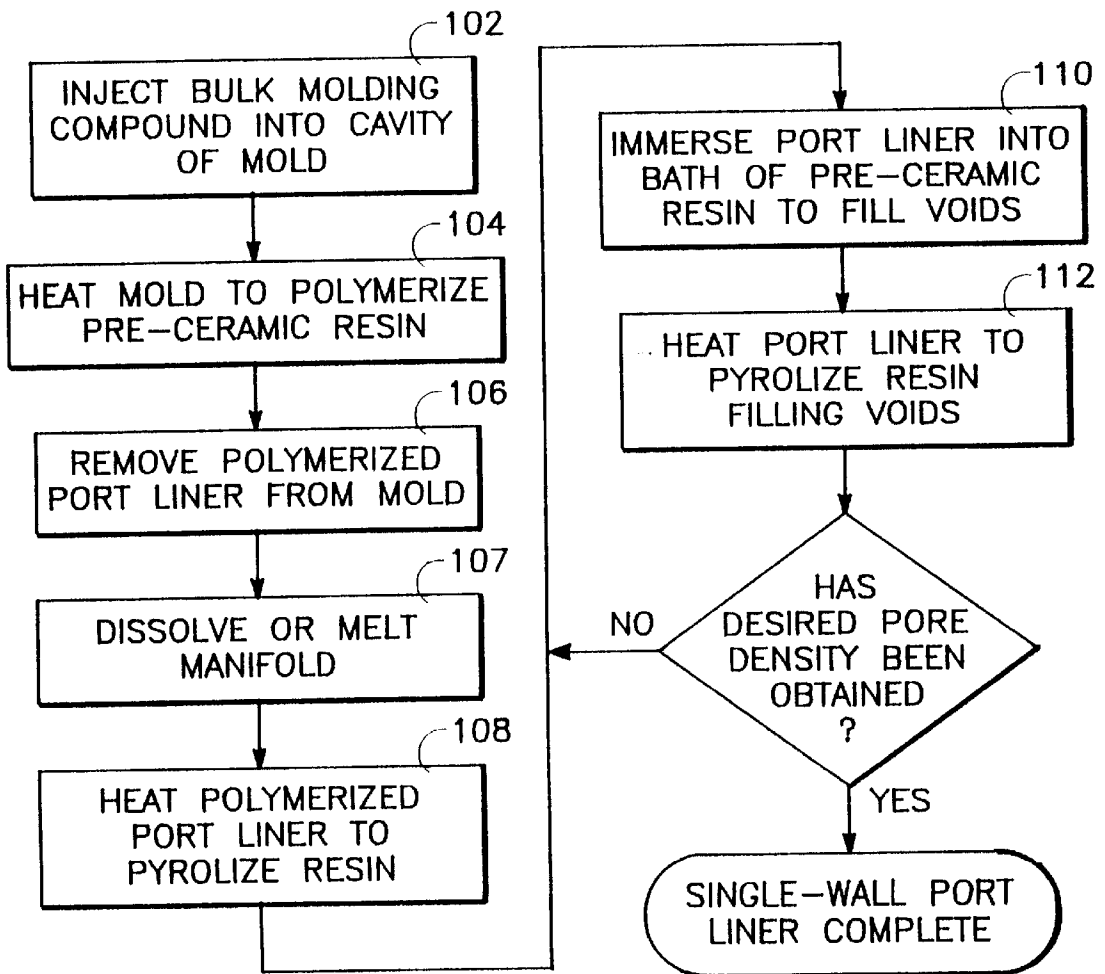 102
INJECT BULK MOLDING
COMPOUND INTO CAVITY
OF MOLD
104
HEAT MOLD TO POLYMERIZE
PRE-CERAMIC RESIN
106
REMOVE POLYMERIZED
PORT LINER FROM MOLD
107
DISSOLVE OR MELT
MANIFOLD
108
HEAT POLYMERIZED
PORT LINER TO
PYROLIZE RESIN
110
IMMERSE PORT LINER INTO
BATH OF PRE-CERAMIC
RESIN TO FILL VOIDS
112
HEAT PORT LINER TO
PYROLIZE RESIN
FILLING VOIDS
HAS
DESIRED PORE
DENSITY BEEN
OBTAINED
?
NO
YES
SINGLE-WALL PORT
LINER COMPLETE